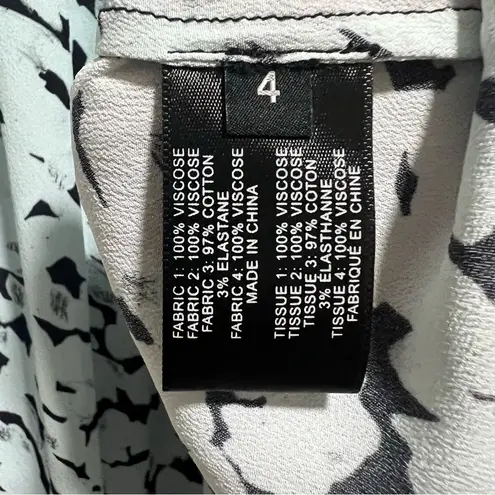 4
FABRIC 1: 100% VISCOSE
FABRIC 2: 100% VISCOSE
FABRIC 3: 97% COTTON
3% ELASTANE
FABRIC 4: 100% VISCOSE
MADE IN CHINA
TISSUE 1: 100% VISCOSE
TISSUE 2: 100% VISCOSE
TISSUE 3: 97% COTON
3% ELASTHANNE
TISSUE 4: 100% VISCOSE
FABRIQUÉ EN CHINE